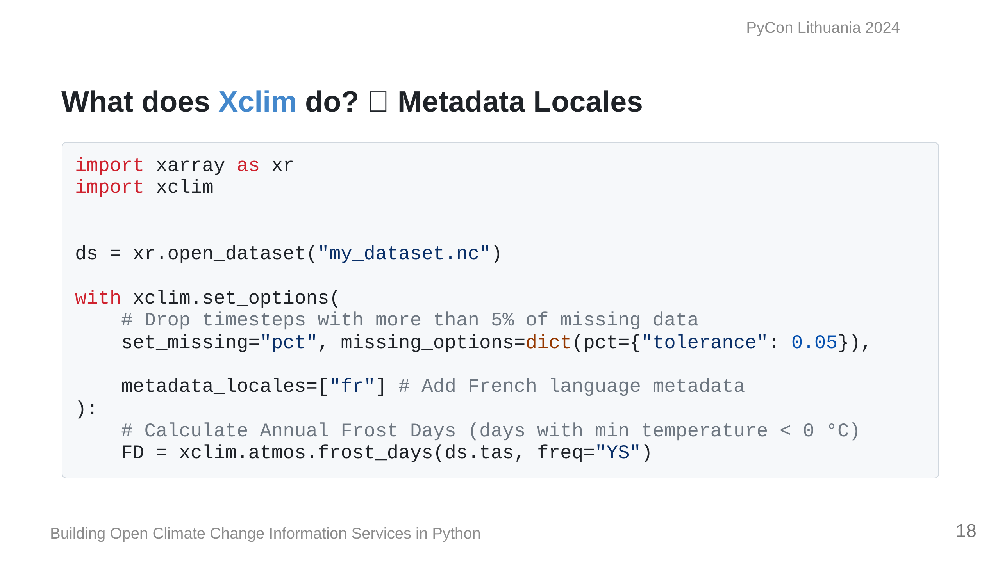 PyCon Lithuania 2024
What does Xclim do? Metadata Locales
import xarray as xr
import xclim
ds = xr.open_dataset("my_dataset.nc")
with xclim.set_options(
    # Drop timesteps with more than 5% of missing data
    set_missing="pct", missing_options=dict(pct={"tolerance": 0.05}),
    metadata_locales=["fr"] # Add French language metadata
):
    # Calculate Annual Frost Days (days with min temperature < 0 °C)
    FD = xclim.atmos.frost_days(ds.tas, freq="YS")
Building Open Climate Change Information Services in Python
18